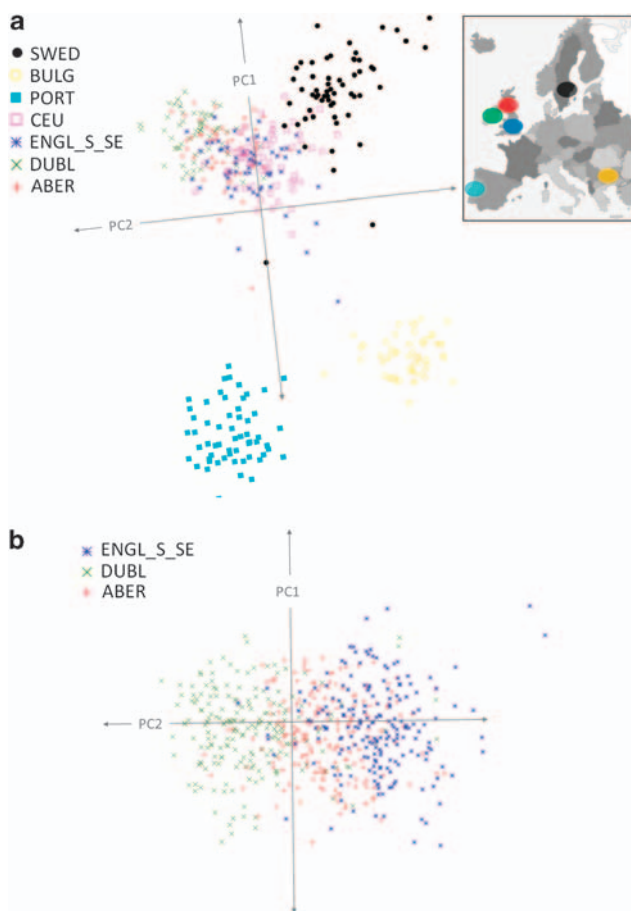 a
SWED
BULG
PORT
CEU
ENGL_S_SE
DUBL
ABER
PC1
PC2
b
ENGL_S_SE
DUBL
ABER
PC1
PC2